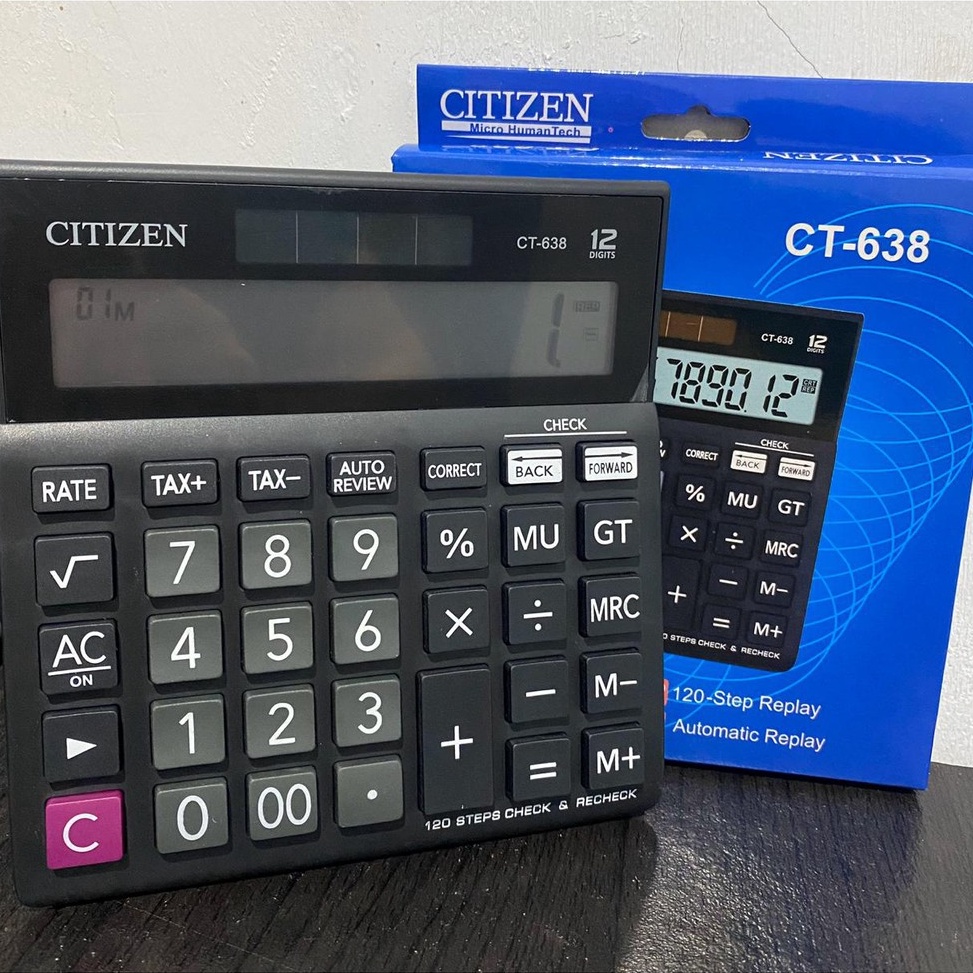 CITIZEN
Micro HumanTech
CITIZEN
CT-638
CITIZEN
CT-638
12
DIGITS
01M
1
REP
=
CHECK
RATE
TAX+
TAX−
AUTO
REVIEW
CORRECT
BACK
FORWARD
√
7
8
9
%
MU
GT
AC
ON
4
5
6
×
÷
MRC
▶
1
2
3
+
−
M−
C
0
00
.
=
M+
120 STEPS CHECK & RECHECK
CT-638
12
DIGITS
7890.12
CRT
REP
CHECK
CORRECT
BACK
FORWARD
%
MU
GT
×
÷
MRC
+
−
M−
=
M+
STEPS CHECK & RECHECK
120-Step Replay
Automatic Replay